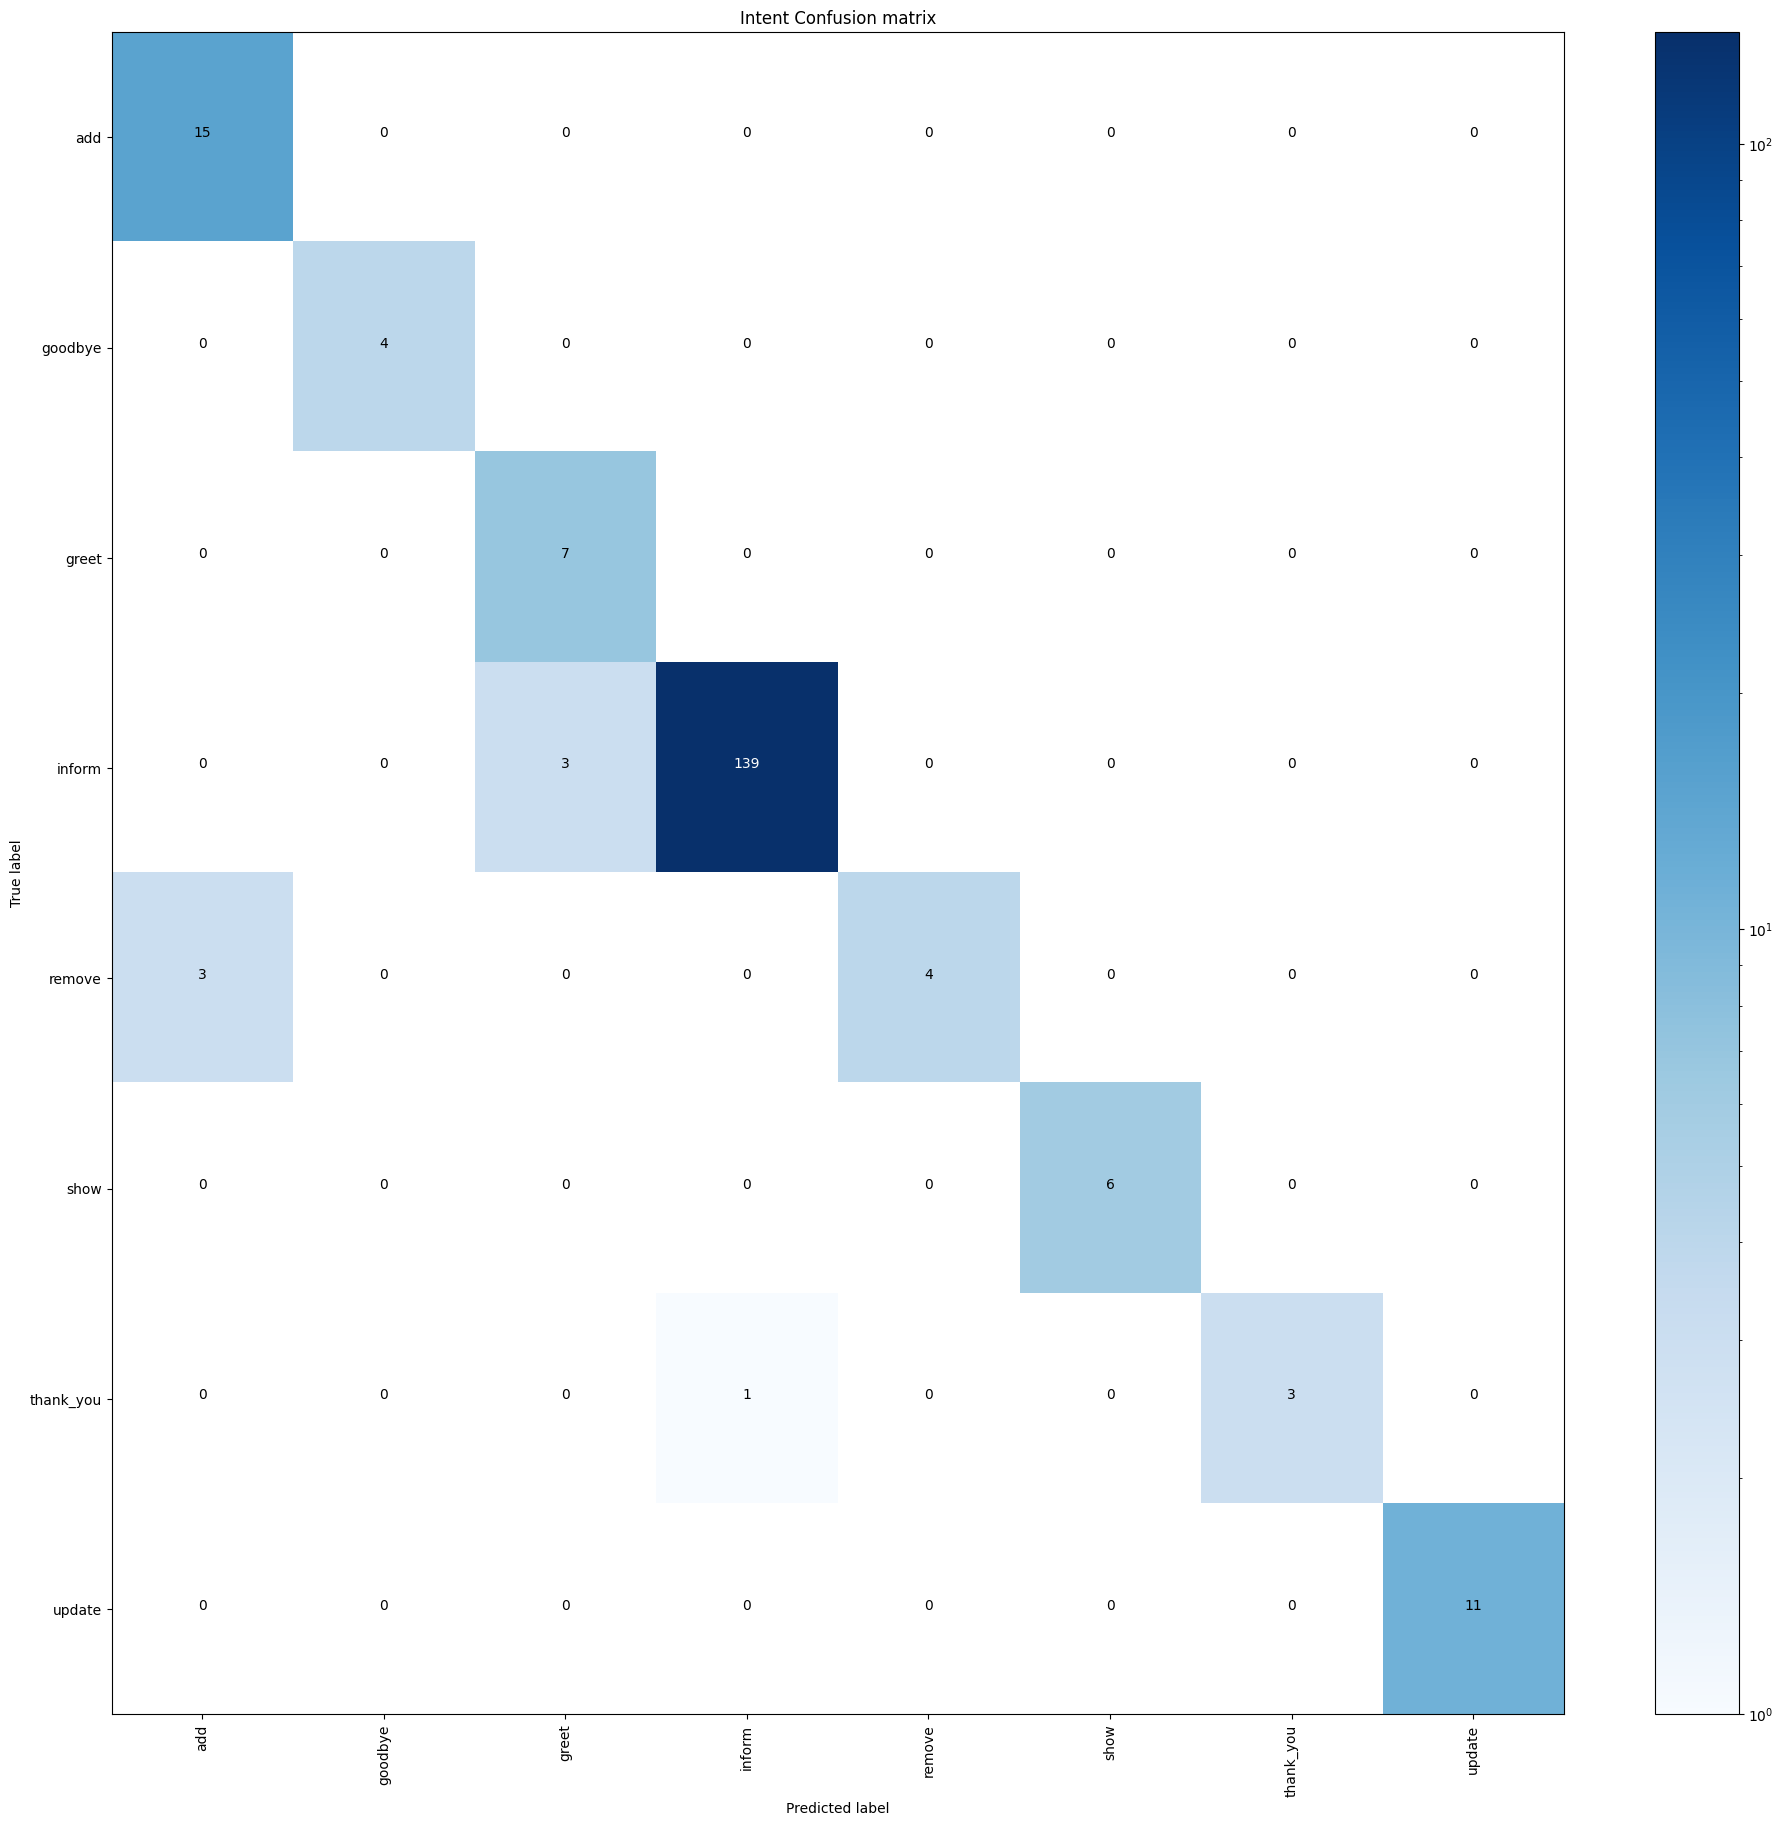 Intent Confusion matrix
add 15 0 0 0 0 0 0 0
goodbye 0 4 0 0 0 0 0 0
greet 0 0 7 0 0 0 0 0
inform 0 0 3 139 0 0 0 0
remove 3 0 0 0 4 0 0 0
show 0 0 0 0 0 6 0 0
thank_you 0 0 0 1 0 0 3 0
update 0 0 0 0 0 0 0 11
True label
add goodbye greet inform remove show thank_you update
Predicted label
10²
10¹
10⁰